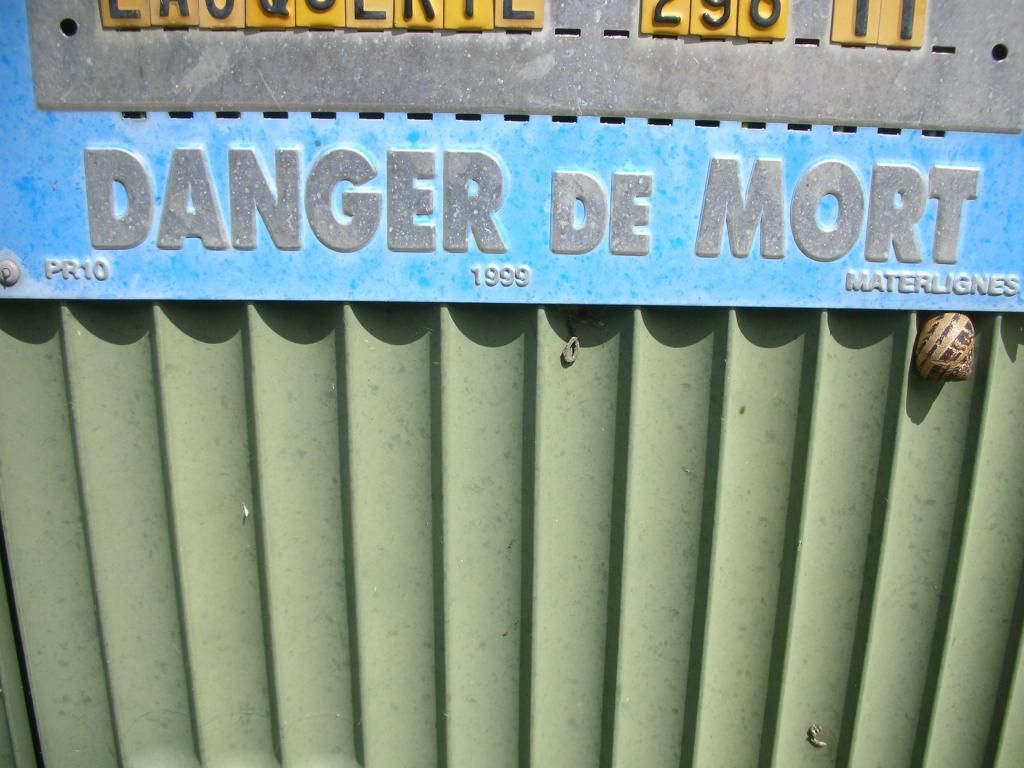 DANGER DE MORT
PR10 1999 MATERLIGNES